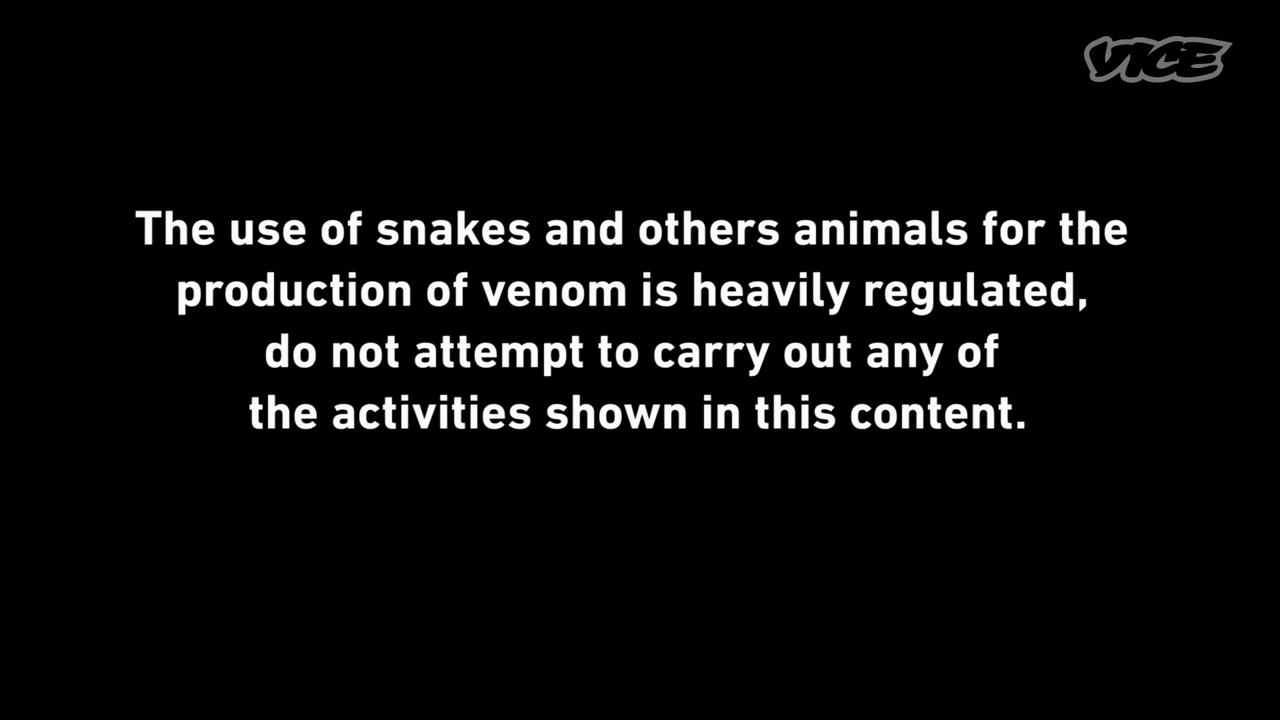 VICE
The use of snakes and others animals for the
production of venom is heavily regulated,
do not attempt to carry out any of
the activities shown in this content.